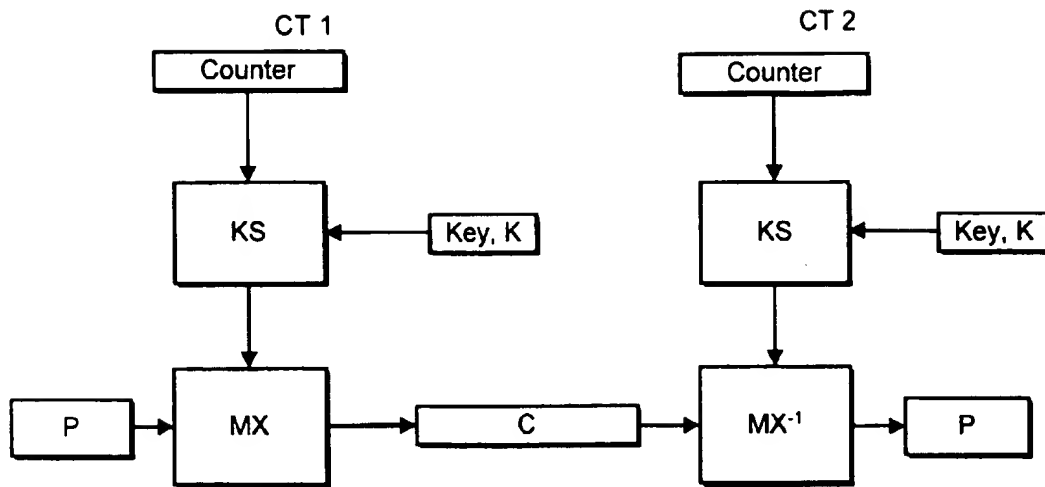 CT 1
CT 2
Counter
Counter
KS
Key, K
KS
Key, K
P
MX
C
MX-1
P